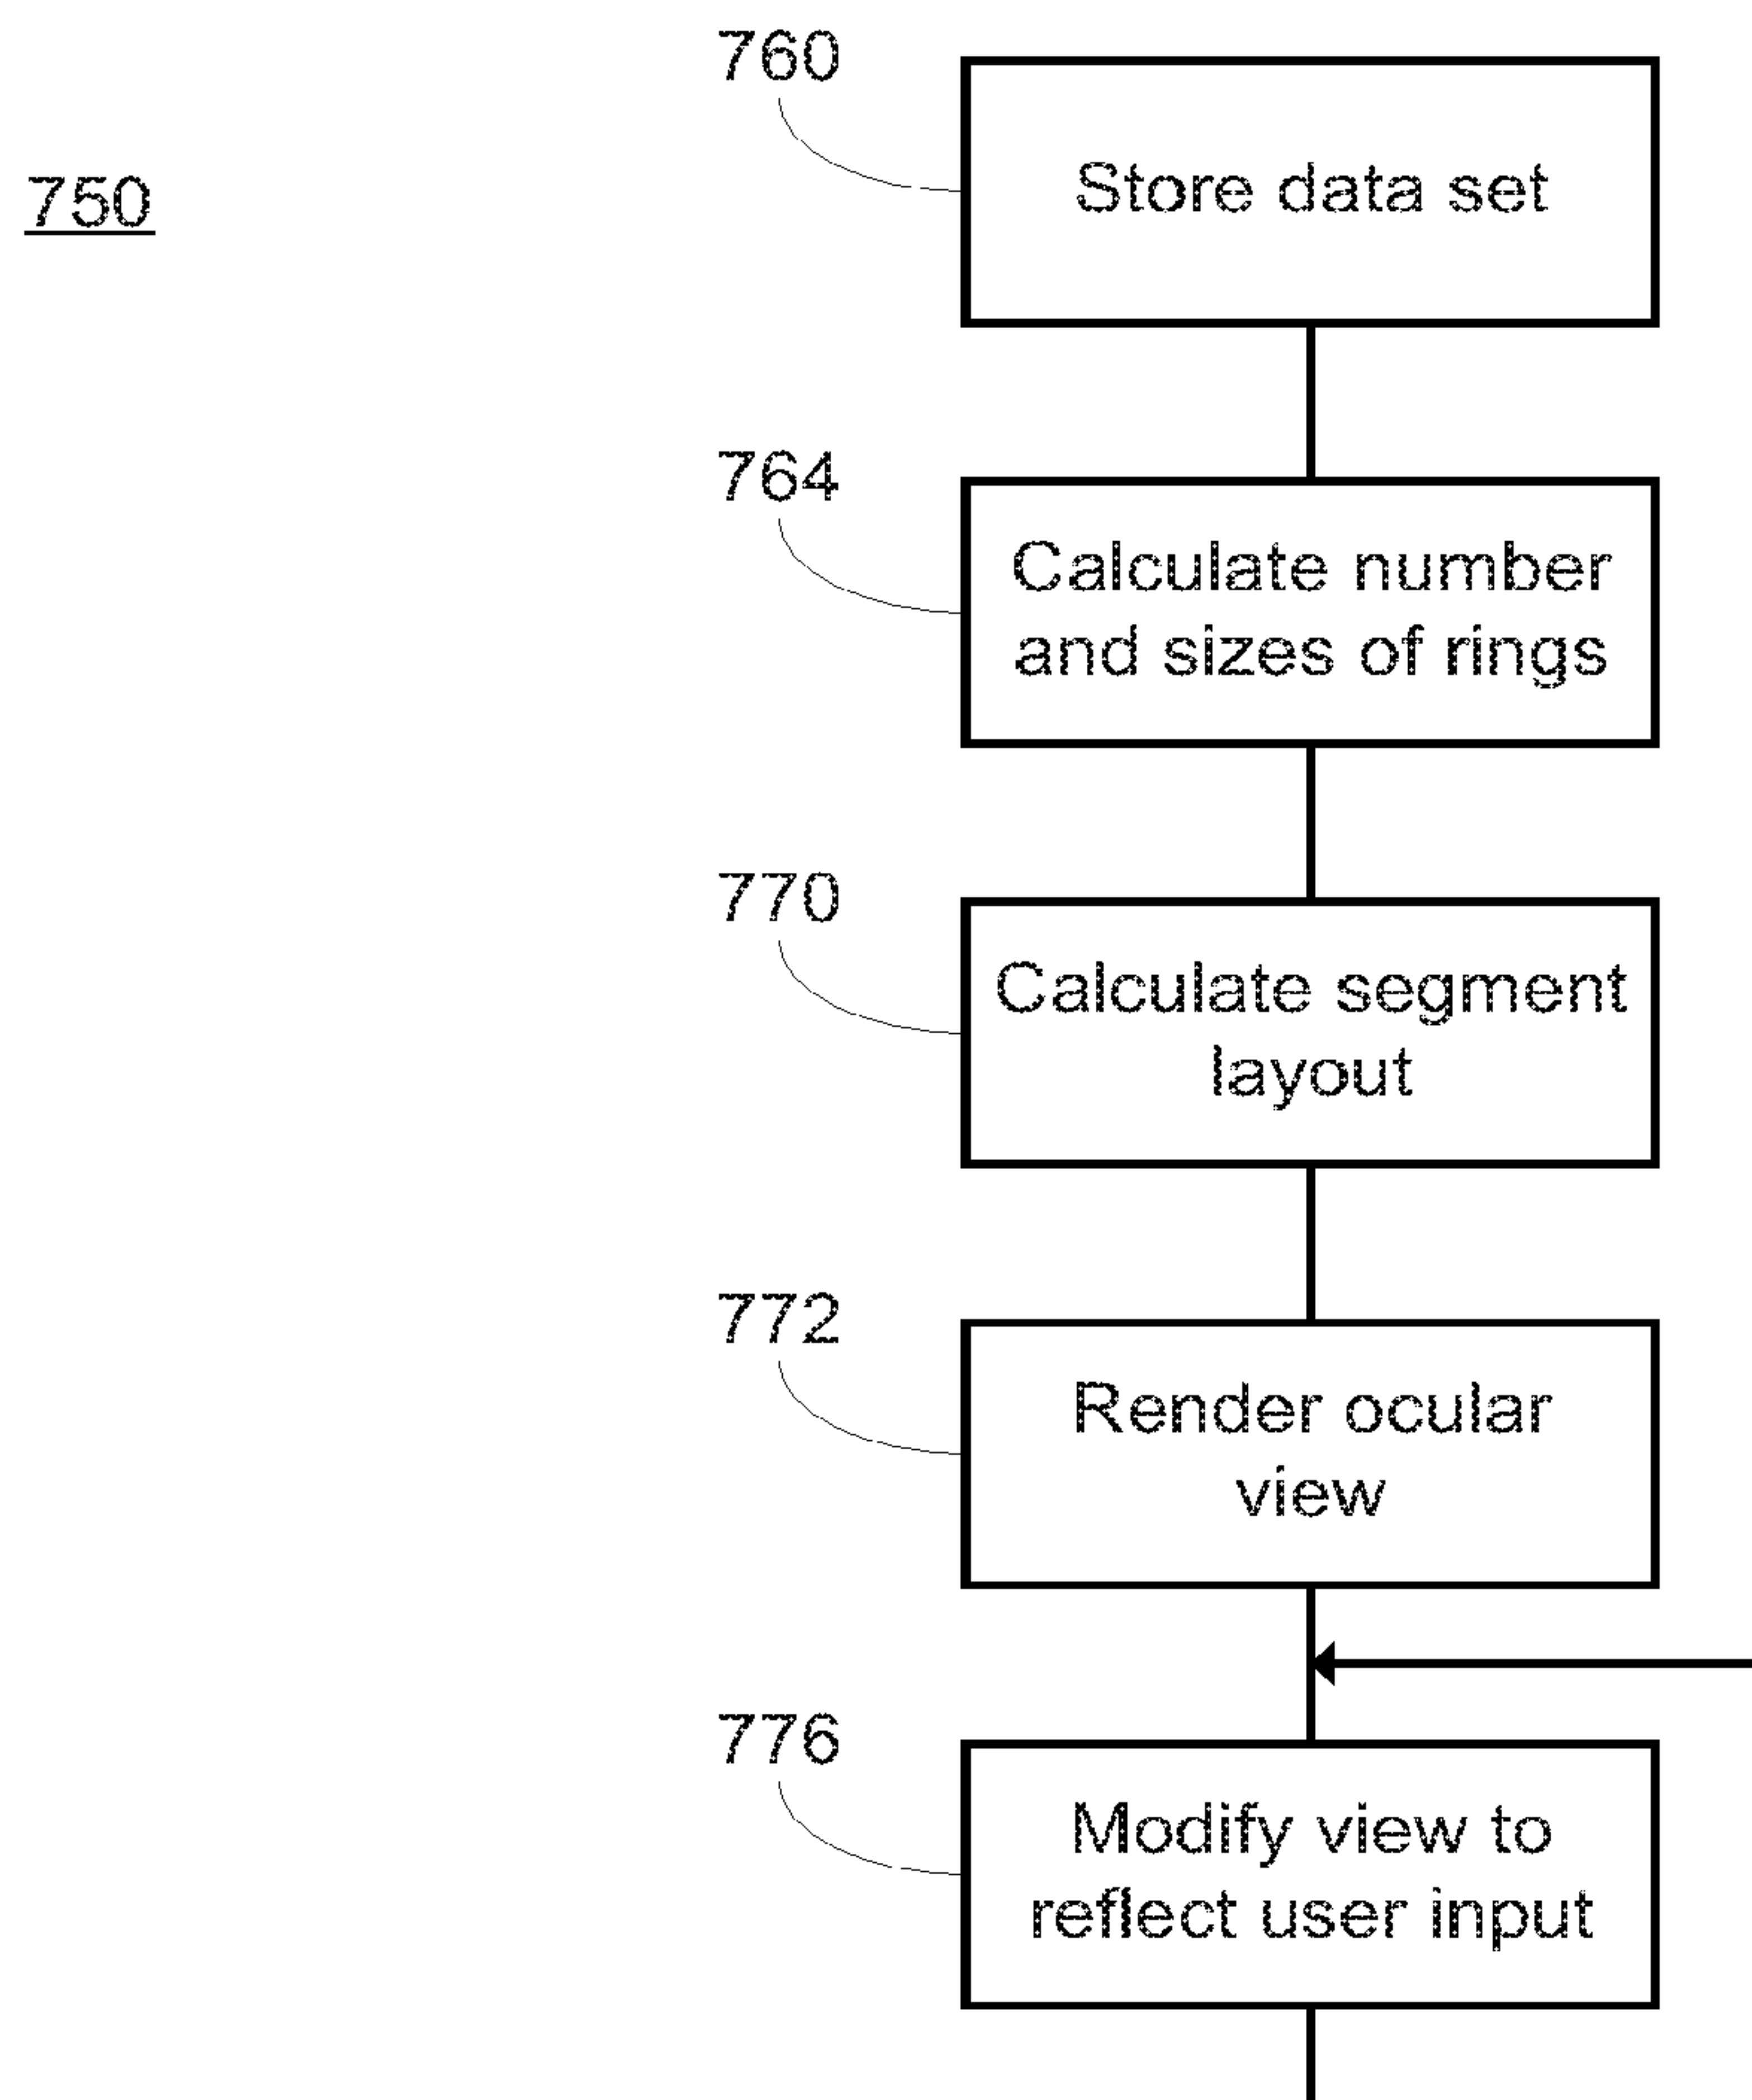 760
750
Store data set
764
Calculate number
and sizes of rings
770
Calculate segment
layout
772
Render ocular
view
776
Modify view to
reflect user input